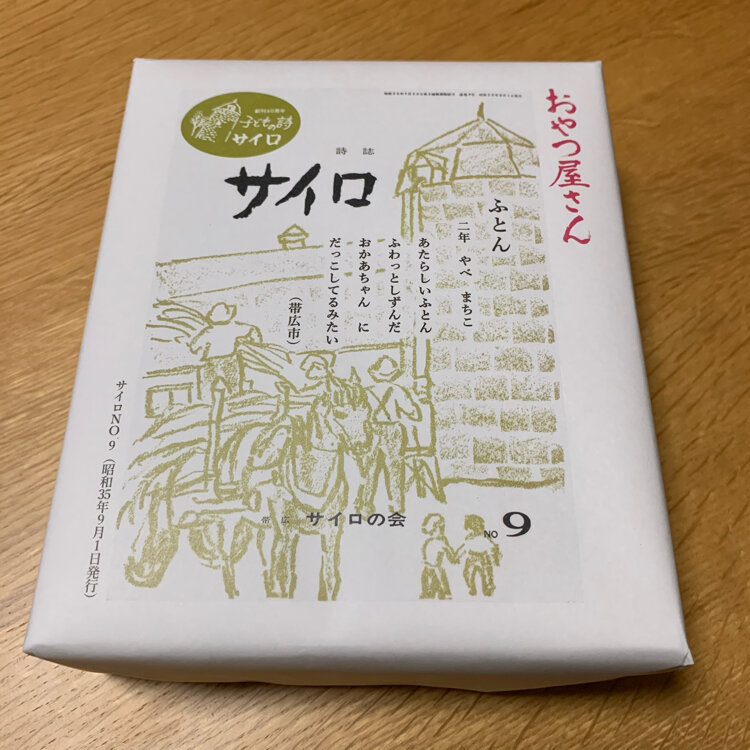 おやつ屋さん
創刊60周年
子どもの詩
サイロ
詩誌
サイロ
ふとん
二年 やべ まちこ
あたらしいふとん
ふわっとしずんだ
おかあちゃん に
だっこしてるみたい
(帯広市)
帯広 サイロの会
NO 9
サイロNO.9(昭和35年9月1日発行)